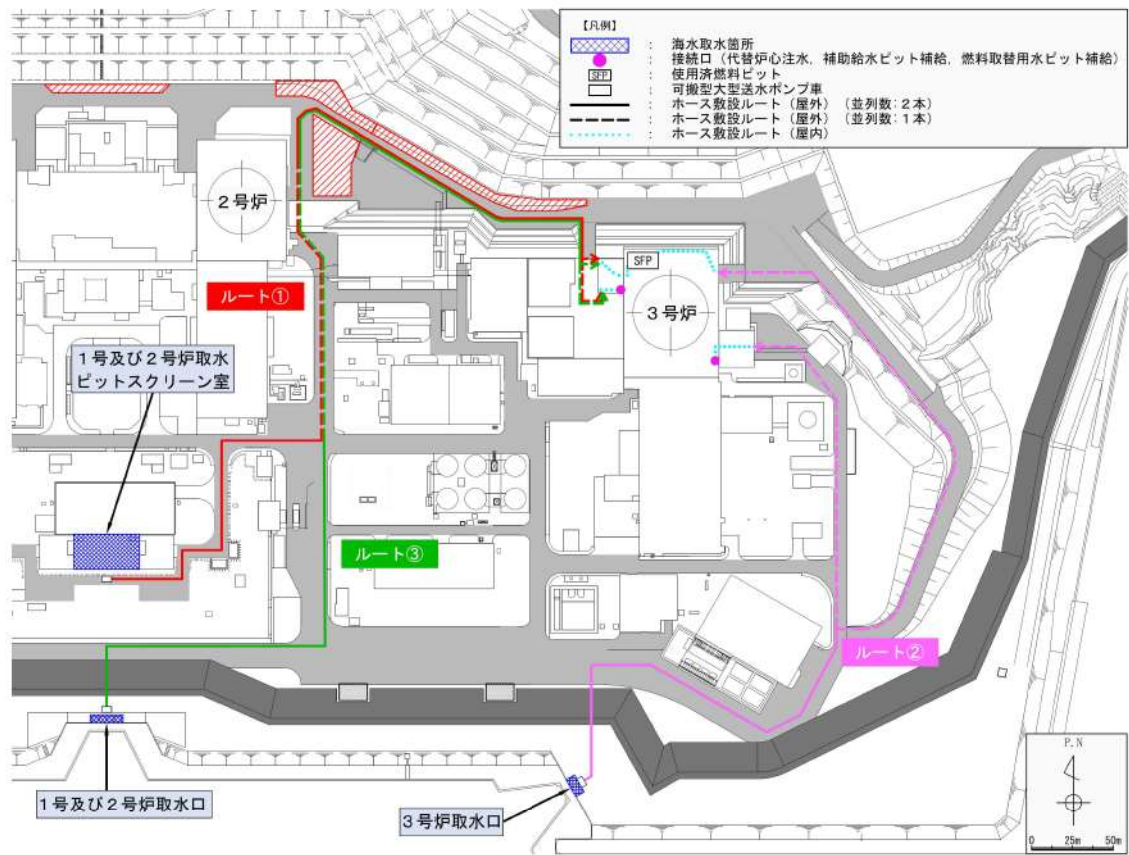 【凡例】
： 海水取水箇所
： 接続口（代替炉心注水，補助給水ピット補給，燃料取替用水ピット補給）
SFP ： 使用済燃料ピット
： 可搬型大型送水ポンプ車
： ホース敷設ルート（屋外）（並列数：２本）
： ホース敷設ルート（屋外）（並列数：１本）
： ホース敷設ルート（屋内）
２号炉
SFP
３号炉
ルート①
１号及び２号炉取水
ピットスクリーン室
ルート③
ルート②
１号及び２号炉取水口
３号炉取水口
P.N
0 25m 50m